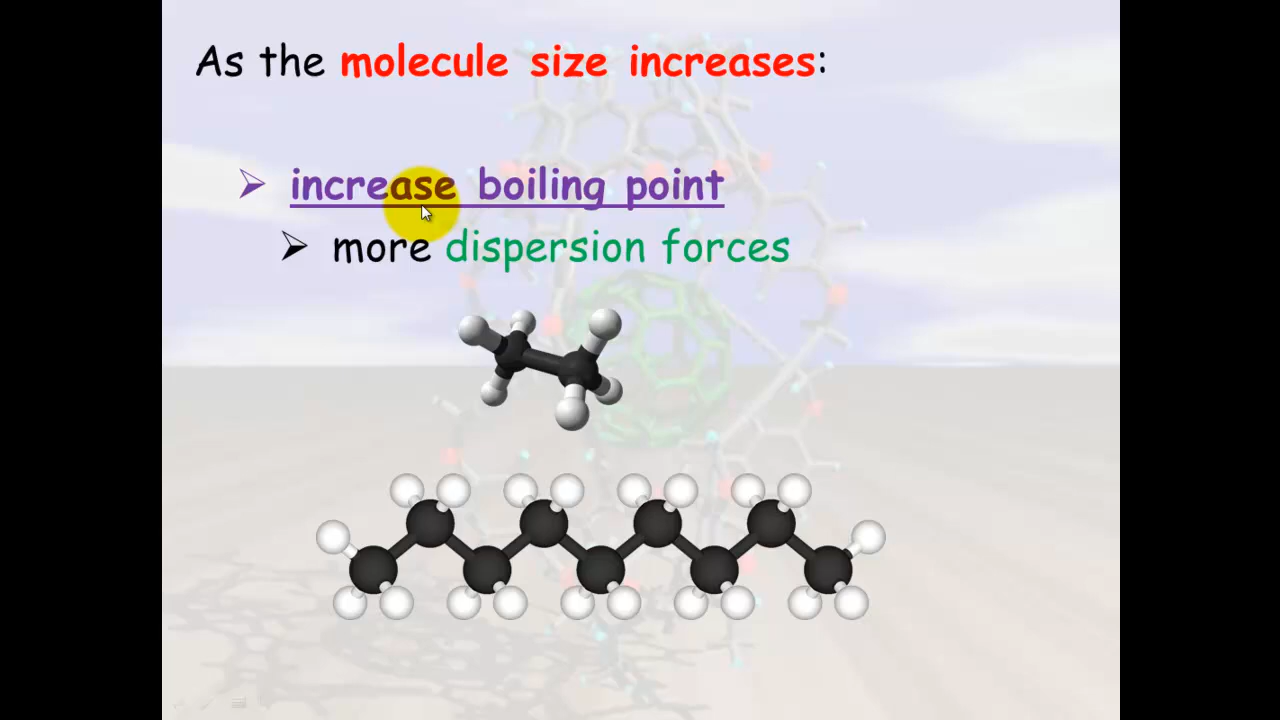 As the molecule size increases:
increase boiling point
more dispersion forces